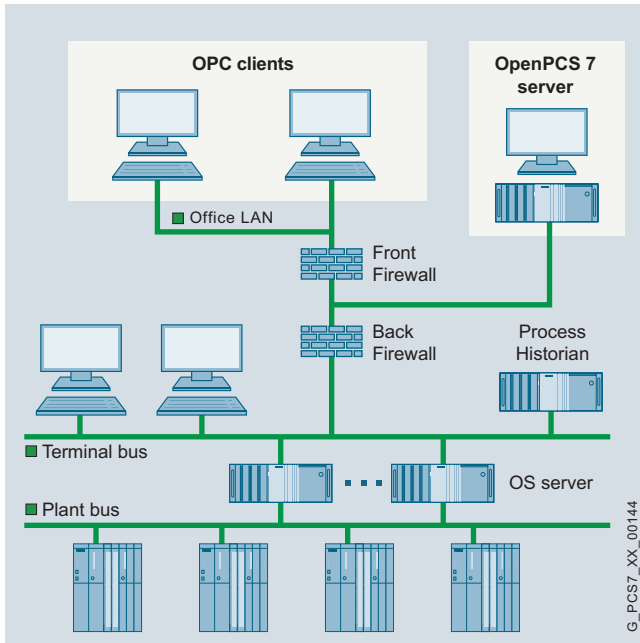 OPC clients
OpenPCS 7
server
Office LAN
Front
Firewall
Back
Firewall
Process
Historian
Terminal bus
OS server
Plant bus
G_PCS7_XX_00144